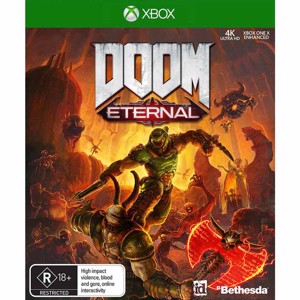 XBOX
4K
ULTRA HD
XBOX ONE X
ENHANCED
DOOM
ETERNAL
R 18+
RESTRICTED
High impact
violence, blood
and gore, online
interactivity
id
Bethesda